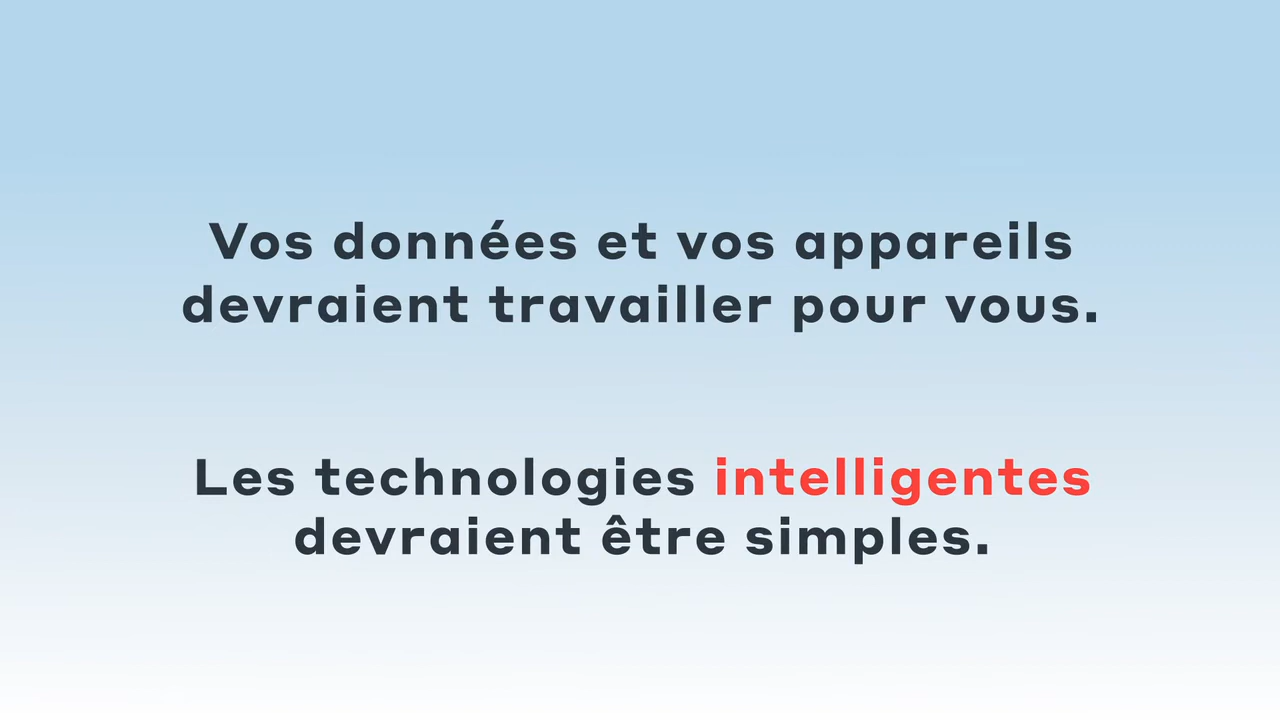 Vos données et vos appareils
devraient travailler pour vous.
Les technologies intelligentes
devraient être simples.